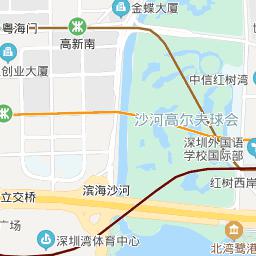 金蝶大厦
粤海门
高新南
创业大厦
中信红树湾
沙河高尔夫球会
深圳外国语
学校国际部
红树西岸
滨海沙河
立交桥
广场
深圳湾体育中心
北湾鹭港